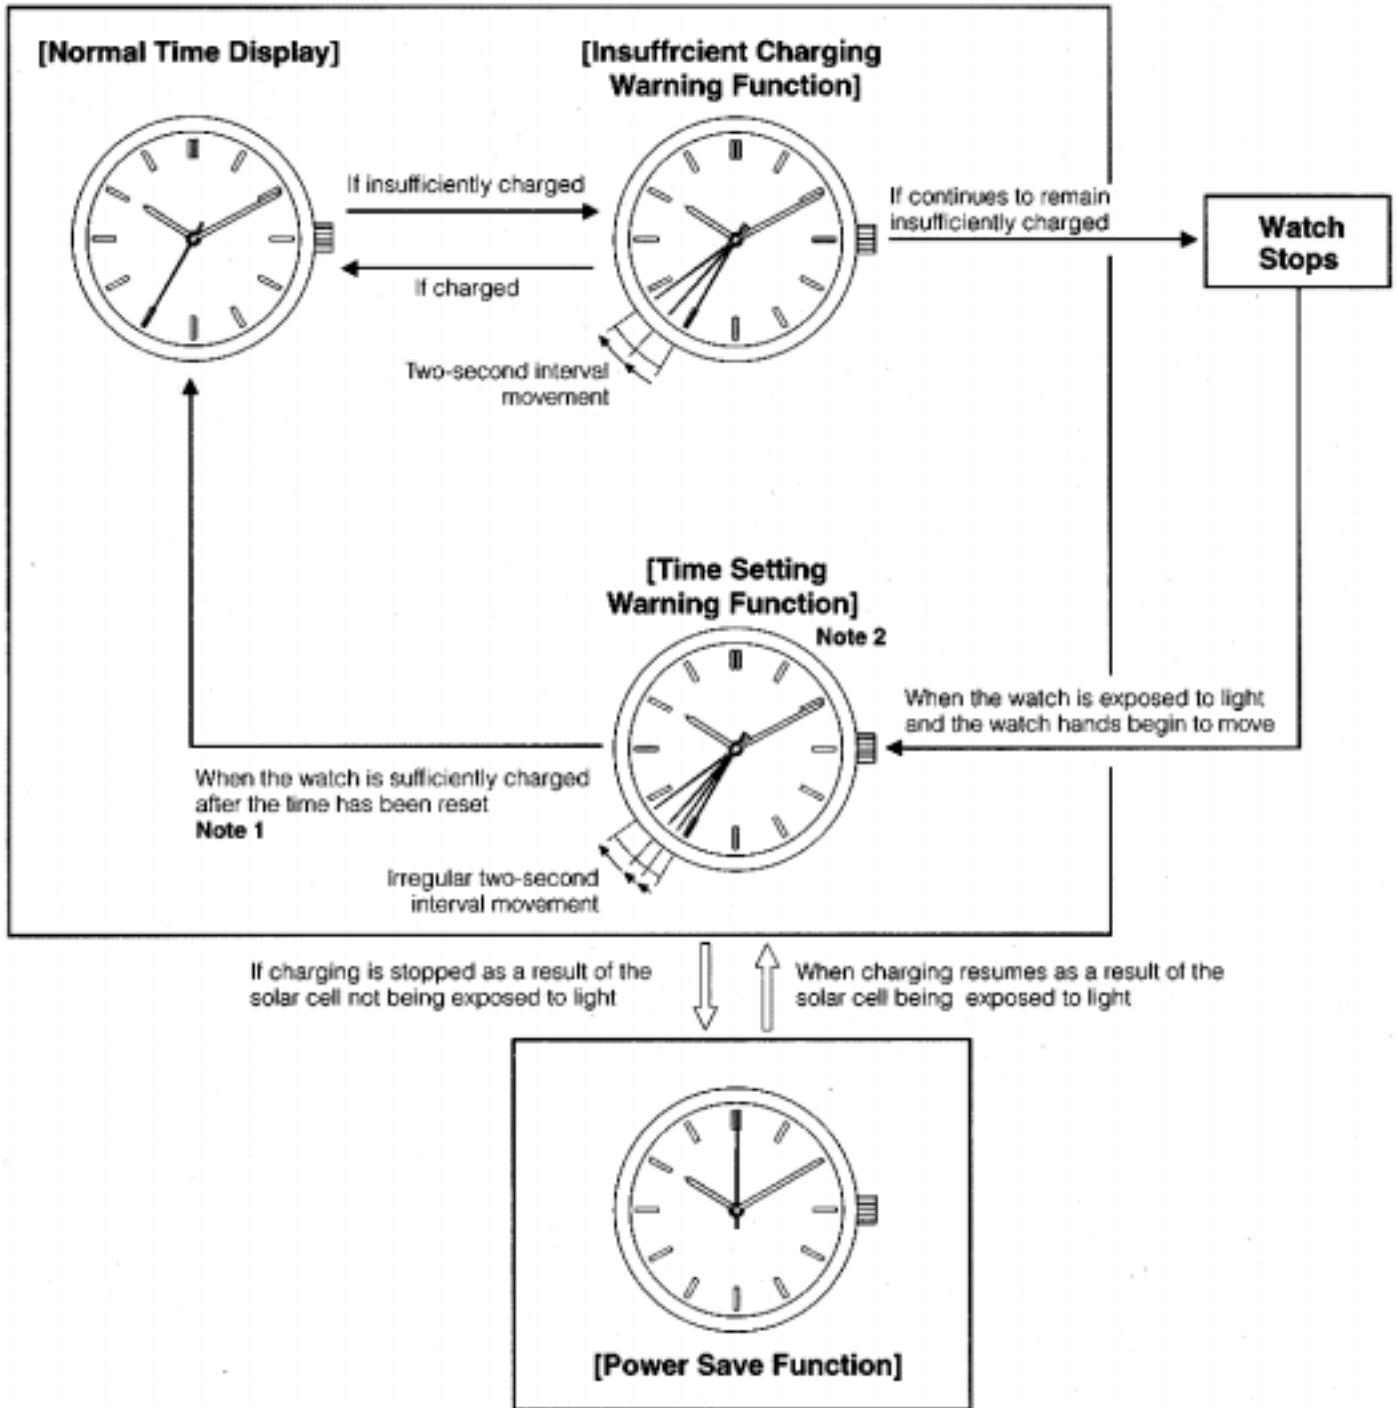 [Normal Time Display]
[Insuffrcient Charging
Warning Function]
If insufficiently charged
If charged
If continues to remain
insufficiently charged
Watch
Stops
Two-second interval
movement
[Time Setting
Warning Function]
Note 2
When the watch is exposed to light
and the watch hands begin to move
When the watch is sufficiently charged
after the time has been reset
Note 1
Irregular two-second
interval movement
If charging is stopped as a result of the
solar cell not being exposed to light
When charging resumes as a result of the
solar cell being exposed to light
[Power Save Function]